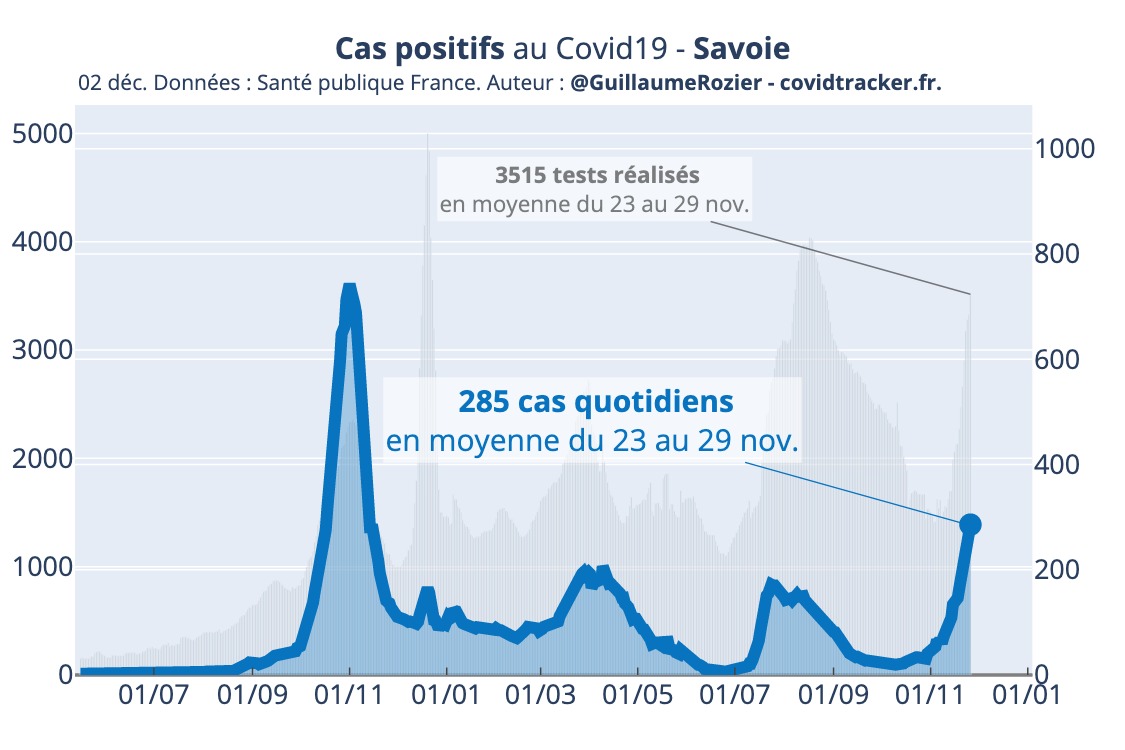 Cas positifs au Covid19 - Savoie
02 déc. Données : Santé publique France. Auteur : @GuillaumeRozier - covidtracker.fr.
5000
1000
3515 tests réalisés
en moyenne du 23 au 29 nov.
4000
800
3000
600
285 cas quotidiens
en moyenne du 23 au 29 nov.
2000
400
1000
200
0
0
01/07 01/09 01/11 01/01 01/03 01/05 01/07 01/09 01/11 01/01